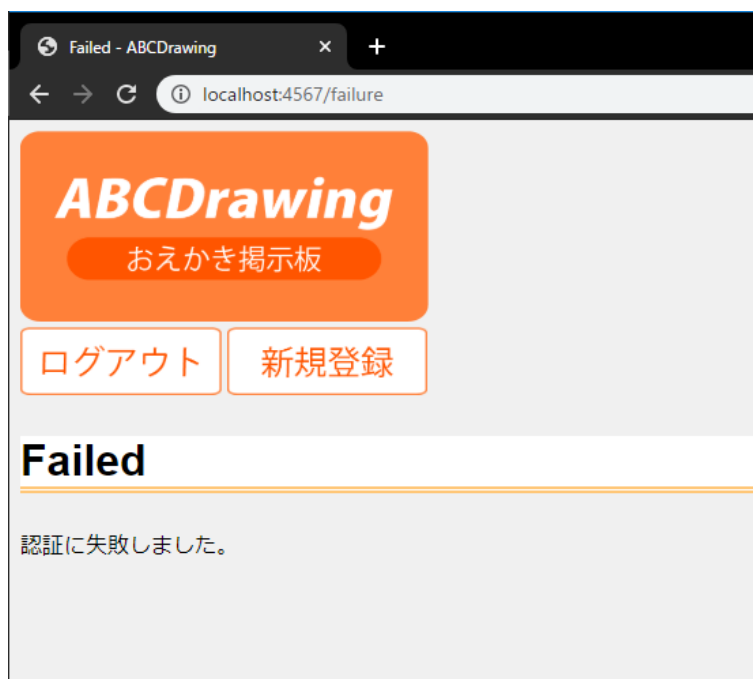 Failed - ABCDrawing
localhost:4567/failure
ABCDrawing
おえかき掲示板
ログアウト 新規登録
Failed
認証に失敗しました。